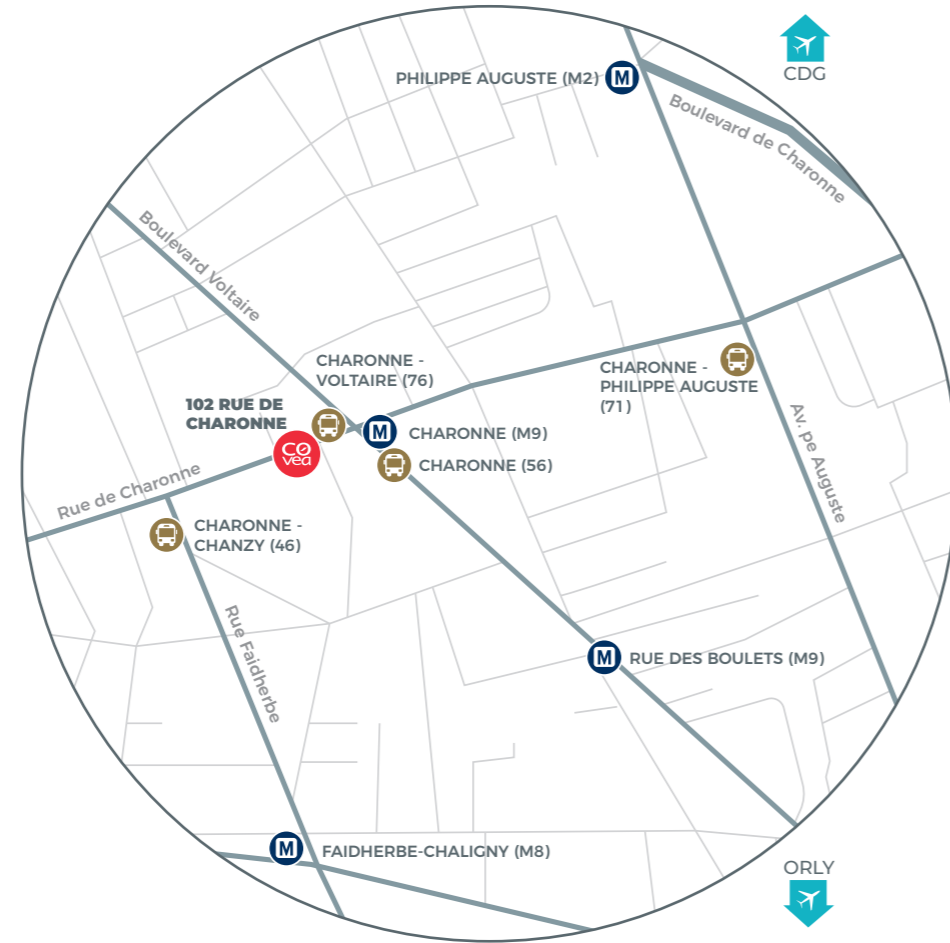 CDG
PHILIPPE AUGUSTE (M2)
M
Boulevard de Charonne
Boulevard Voltaire
CHARONNE -
VOLTAIRE (76)
CHARONNE -
PHILIPPE AUGUSTE
(71)
102 RUE DE
CHARONNE
M
CHARONNE (M9)
covéa
CHARONNE (56)
Av. pe Auguste
Rue de Charonne
CHARONNE -
CHANZY (46)
Rue Faidherbe
M
RUE DES BOULETS (M9)
M
FAIDHERBE-CHALIGNY (M8)
ORLY